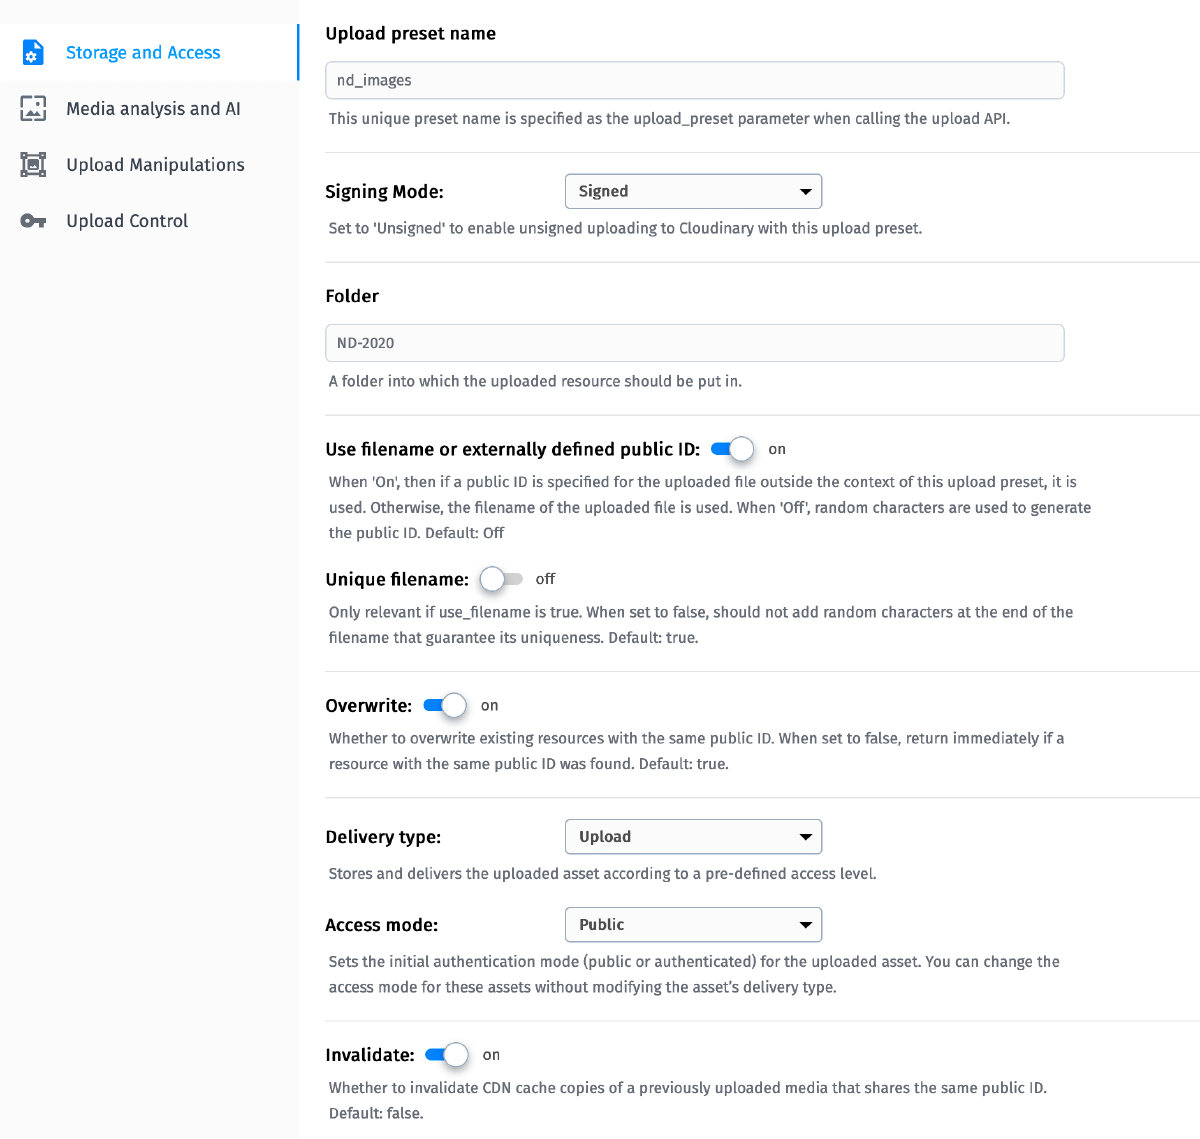 Storage and Access
Media analysis and AI
Upload Manipulations
Upload Control
Upload preset name
nd_images
This unique preset name is specified as the upload_preset parameter when calling the upload API.
Signing Mode: Signed
Set to 'Unsigned' to enable unsigned uploading to Cloudinary with this upload preset.
Folder
ND-2020
A folder into which the uploaded resource should be put in.
Use filename or externally defined public ID: on
When 'On', then if a public ID is specified for the uploaded file outside the context of this upload preset, it is
used. Otherwise, the filename of the uploaded file is used. When 'Off', random characters are used to generate
the public ID. Default: Off
Unique filename: off
Only relevant if use_filename is true. When set to false, should not add random characters at the end of the
filename that guarantee its uniqueness. Default: true.
Overwrite: on
Whether to overwrite existing resources with the same public ID. When set to false, return immediately if a
resource with the same public ID was found. Default: true.
Delivery type: Upload
Stores and delivers the uploaded asset according to a pre-defined access level.
Access mode: Public
Sets the initial authentication mode (public or authenticated) for the uploaded asset. You can change the
access mode for these assets without modifying the asset's delivery type.
Invalidate: on
Whether to invalidate CDN cache copies of a previously uploaded media that shares the same public ID.
Default: false.